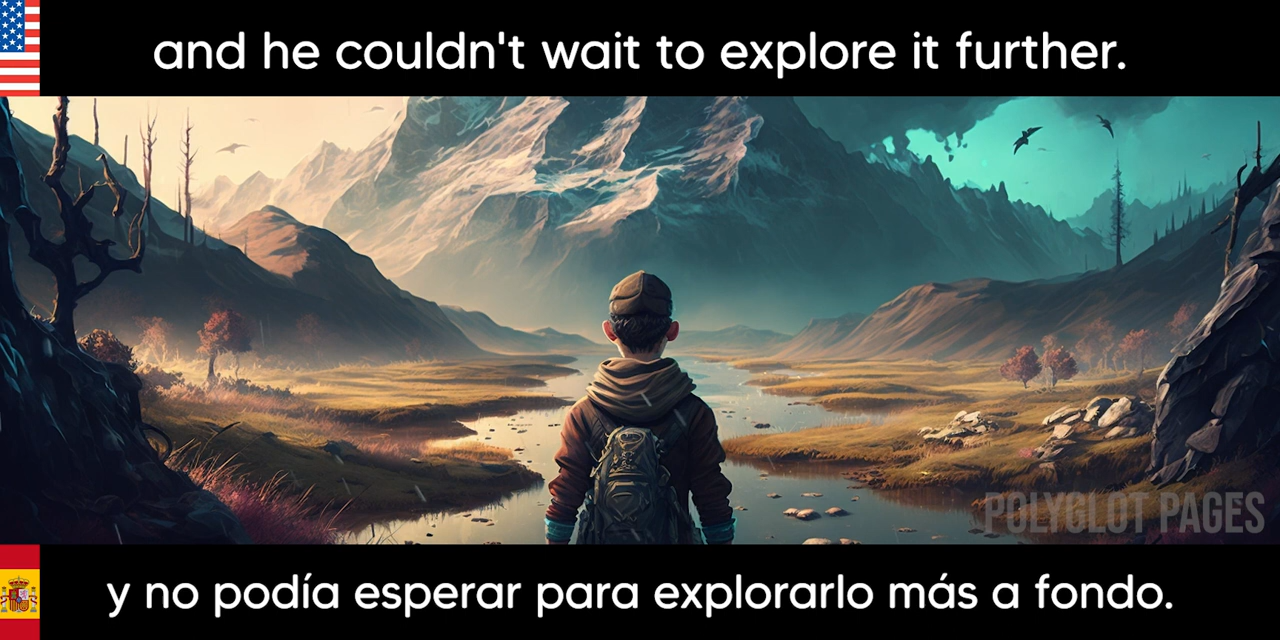 and he couldn't wait to explore it further.
POLYGLOT PAGES
y no podía esperar para explorarlo más a fondo.